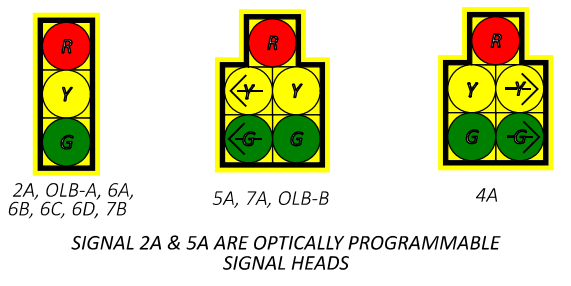 R
Y
G
2A, OLB-A, 6A,
6B, 6C, 6D, 7B
R
Y Y
G G
5A, 7A, OLB-B
R
Y Y
G G
4A
SIGNAL 2A & 5A ARE OPTICALLY PROGRAMMABLE
SIGNAL HEADS